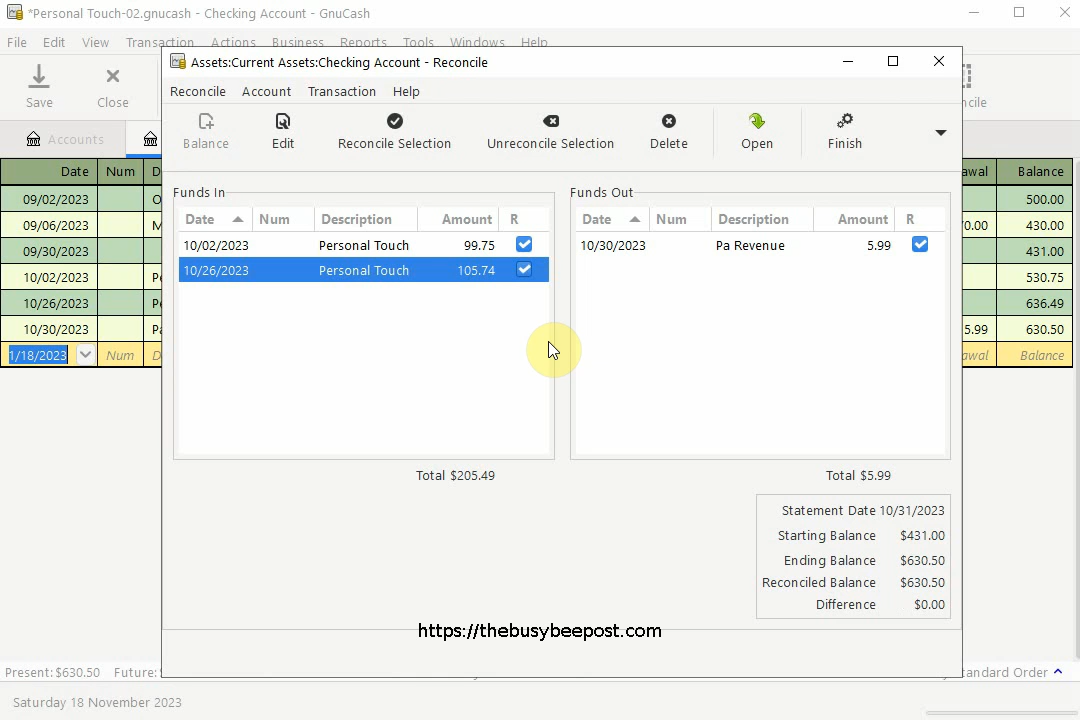 *Personal Touch-02.gnucash - Checking Account - GnuCash
File Edit View Transaction Actions Business Reports Tools Windows Help
Assets:Current Assets:Checking Account - Reconcile
Reconcile Account Transaction Help
Save Close
Balance Edit Reconcile Selection Unreconcile Selection Delete Open Finish
ncile
Accounts
Date Num D awal Balance
09/02/2023 O 500.00
09/06/2023 M 70.00 430.00
09/30/2023 431.00
10/02/2023 Pe 530.75
10/26/2023 Pe 636.49
10/30/2023 Pa 5.99 630.50
1/18/2023 Num D awal Balance
Funds In
Date Num Description Amount R
10/02/2023 Personal Touch 99.75
10/26/2023 Personal Touch 105.74
Total $205.49
Funds Out
Date Num Description Amount R
10/30/2023 Pa Revenue 5.99
Total $5.99
Statement Date 10/31/2023
Starting Balance $431.00
Ending Balance $630.50
Reconciled Balance $630.50
Difference $0.00
https://thebusybeepost.com
Present: $630.50 Future: tandard Order
Saturday 18 November 2023